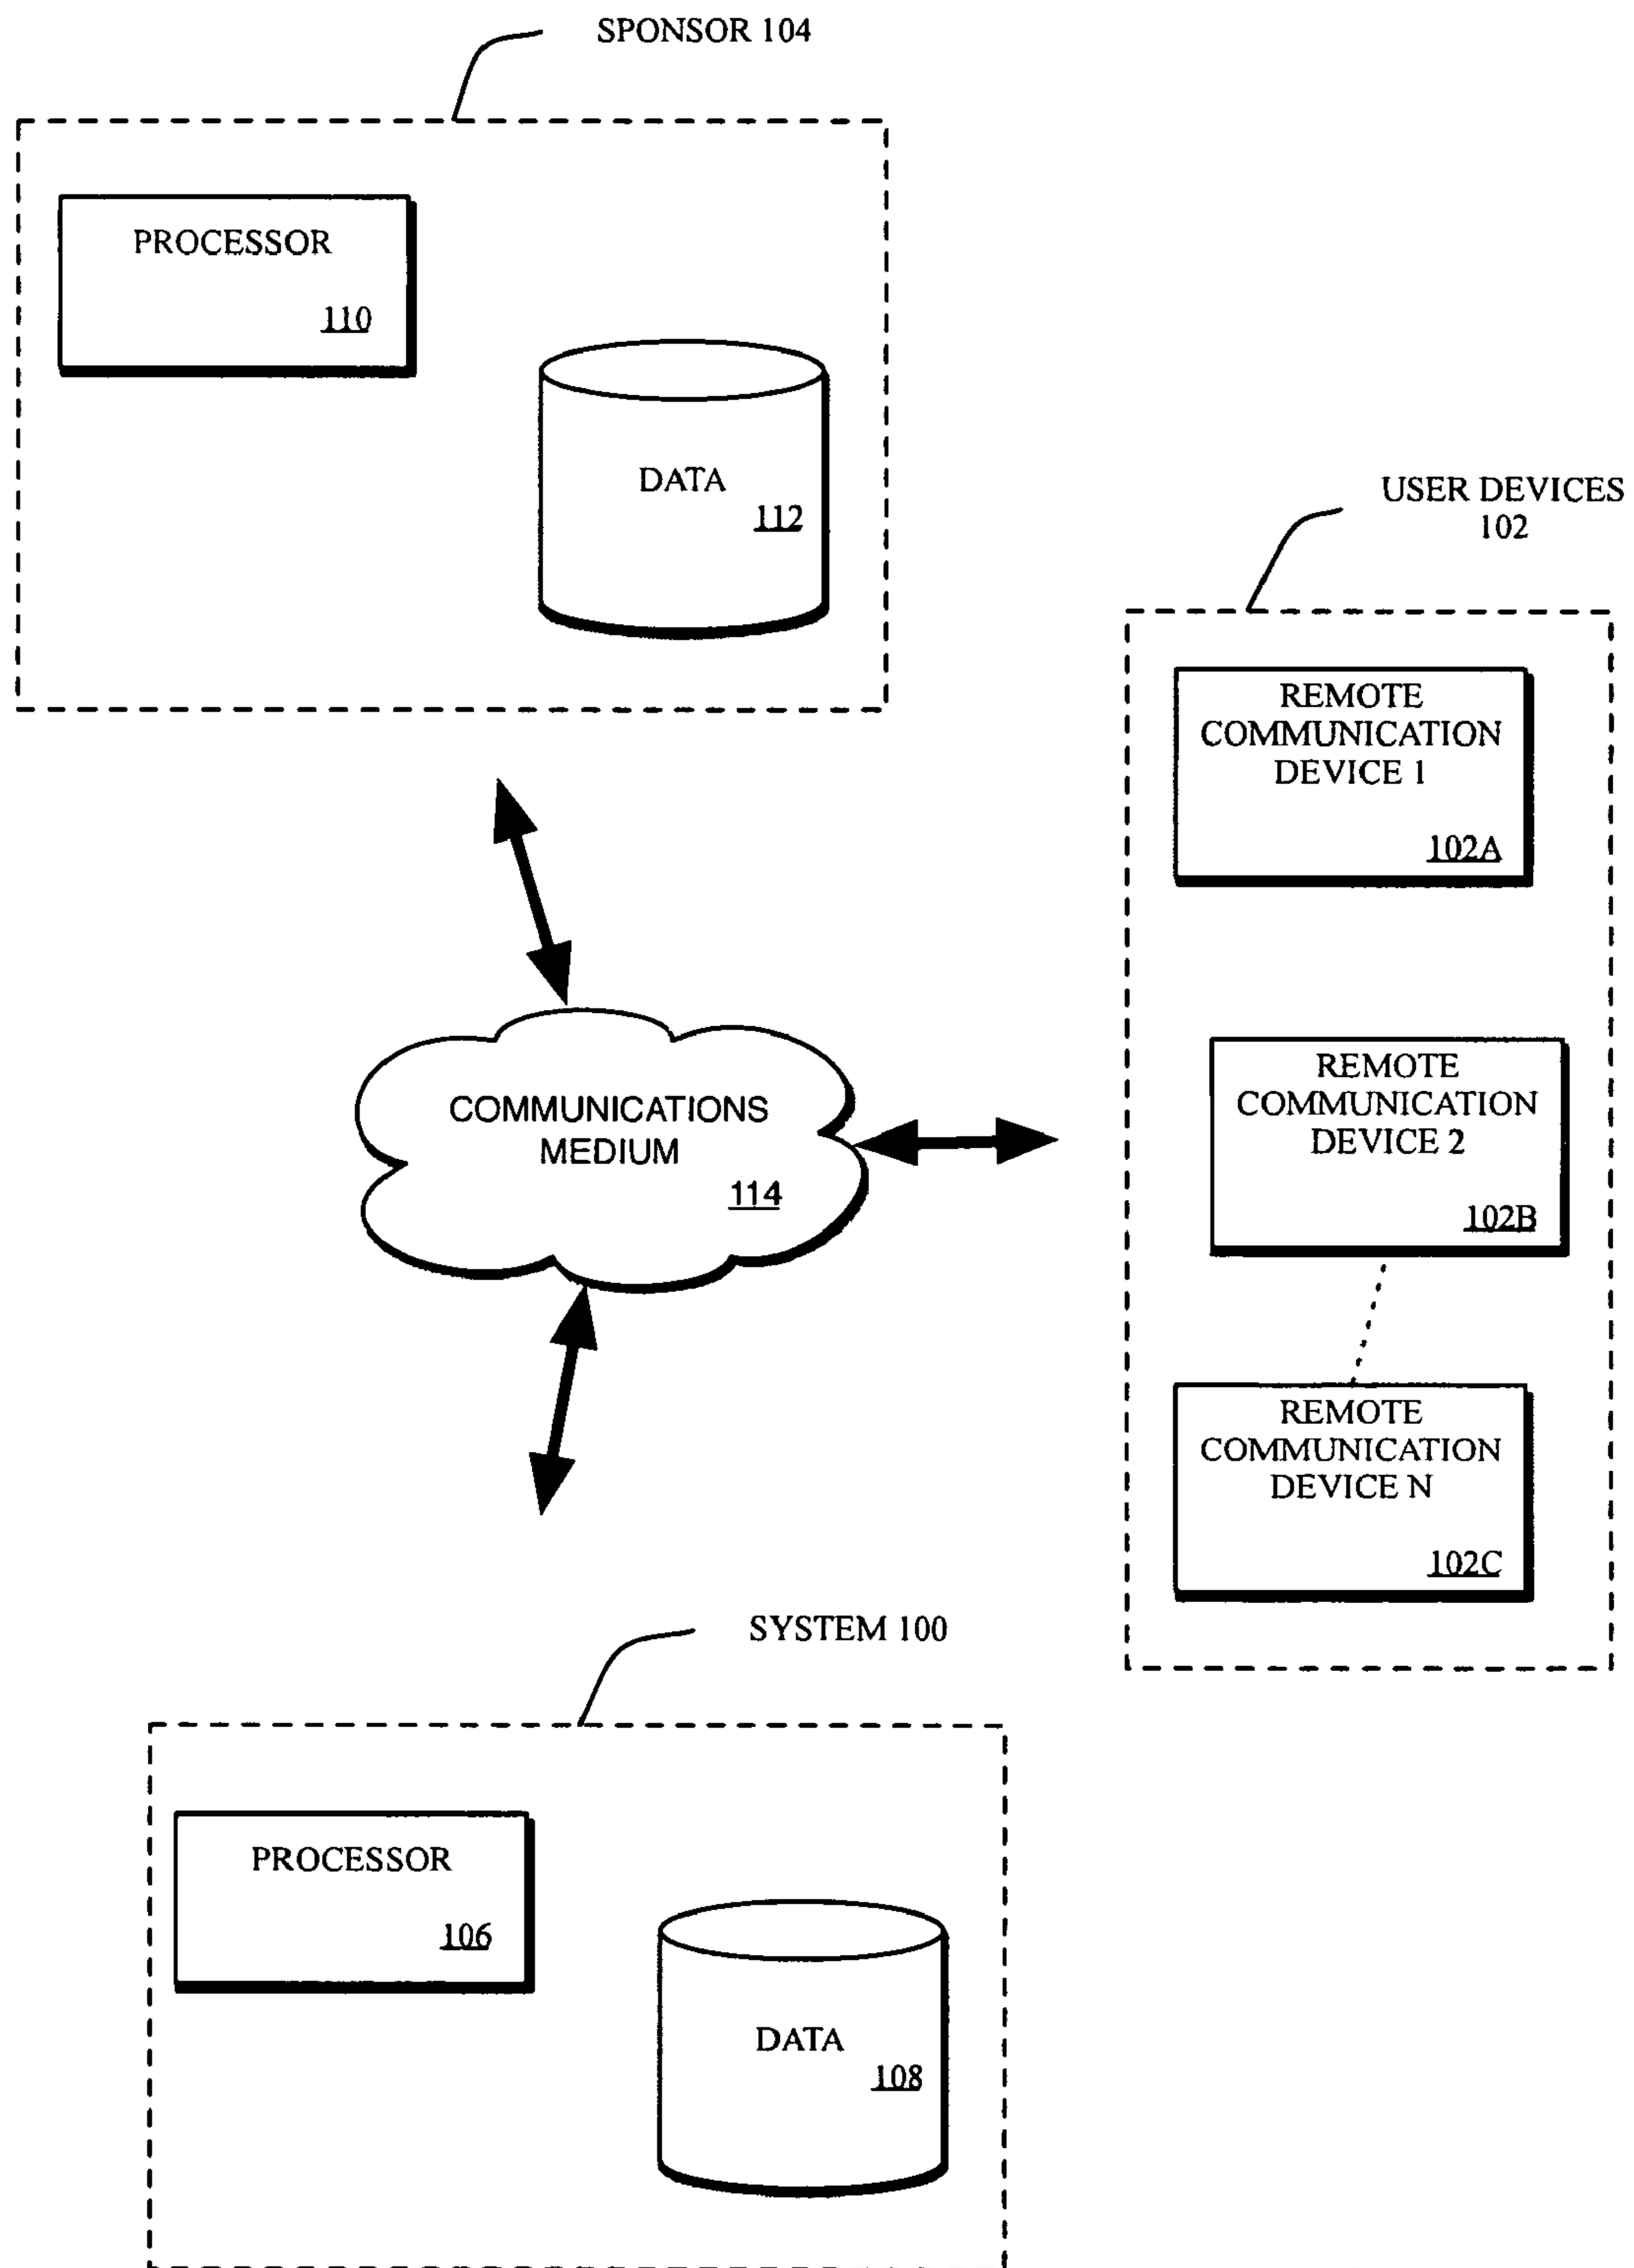 SPONSOR 104
PROCESSOR
110
DATA
112
USER DEVICES
102
REMOTE
COMMUNICATION
DEVICE 1
102A
COMMUNICATIONS
MEDIUM
114
REMOTE
COMMUNICATION
DEVICE 2
102B
REMOTE
COMMUNICATION
DEVICE N
102C
SYSTEM 100
PROCESSOR
106
DATA
108